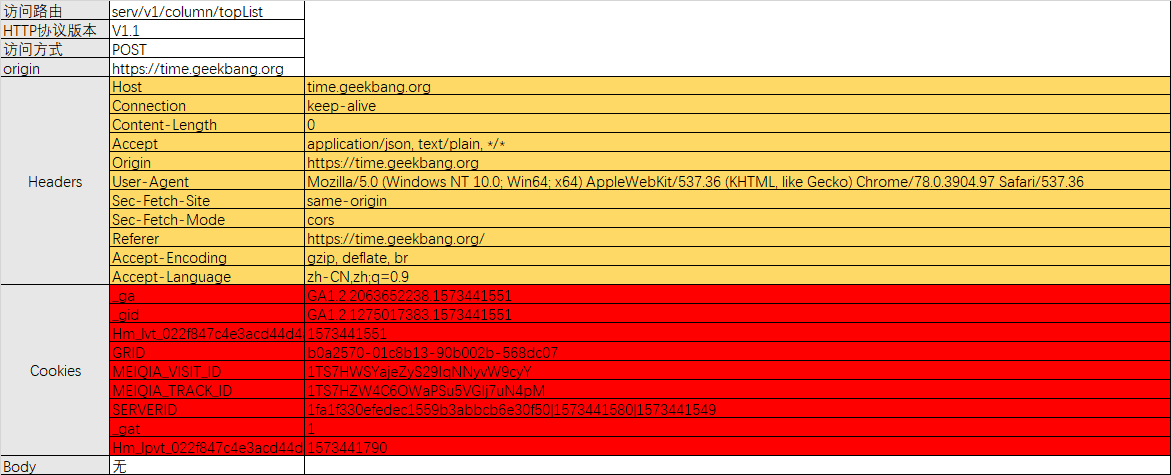 访问路由 serv/v1/column/topList
HTTP协议版本 V1.1
访问方式 POST
origin https://time.geekbang.org
Headers
Host time.geekbang.org
Connection keep-alive
Content-Length 0
Accept application/json, text/plain, */*
Origin https://time.geekbang.org
User-Agent Mozilla/5.0 (Windows NT 10.0; Win64; x64) AppleWebKit/537.36 (KHTML, like Gecko) Chrome/78.0.3904.97 Safari/537.36
Sec-Fetch-Site same-origin
Sec-Fetch-Mode cors
Referer https://time.geekbang.org/
Accept-Encoding gzip, deflate, br
Accept-Language zh-CN,zh;q=0.9
Cookies
_ga GA1.2.2063652238.1573441551
_gid GA1.2.1275017383.1573441551
Hm_lvt_022f847c4e3acd44d4 1573441551
GRID b0a2570-01c8b13-90b002b-568dc07
MEIQIA_VISIT_ID 1TS7HWSYajeZyS29IqNNyvW9cyY
MEIQIA_TRACK_ID 1TS7HZW4C6OWaPSu5VGIj7uN4pM
SERVERID 1fa1f330efedec1559b3abbcb6e30f50|1573441580|1573441549
_gat 1
Hm_lpvt_022f847c4e3acd44d 1573441790
Body 无